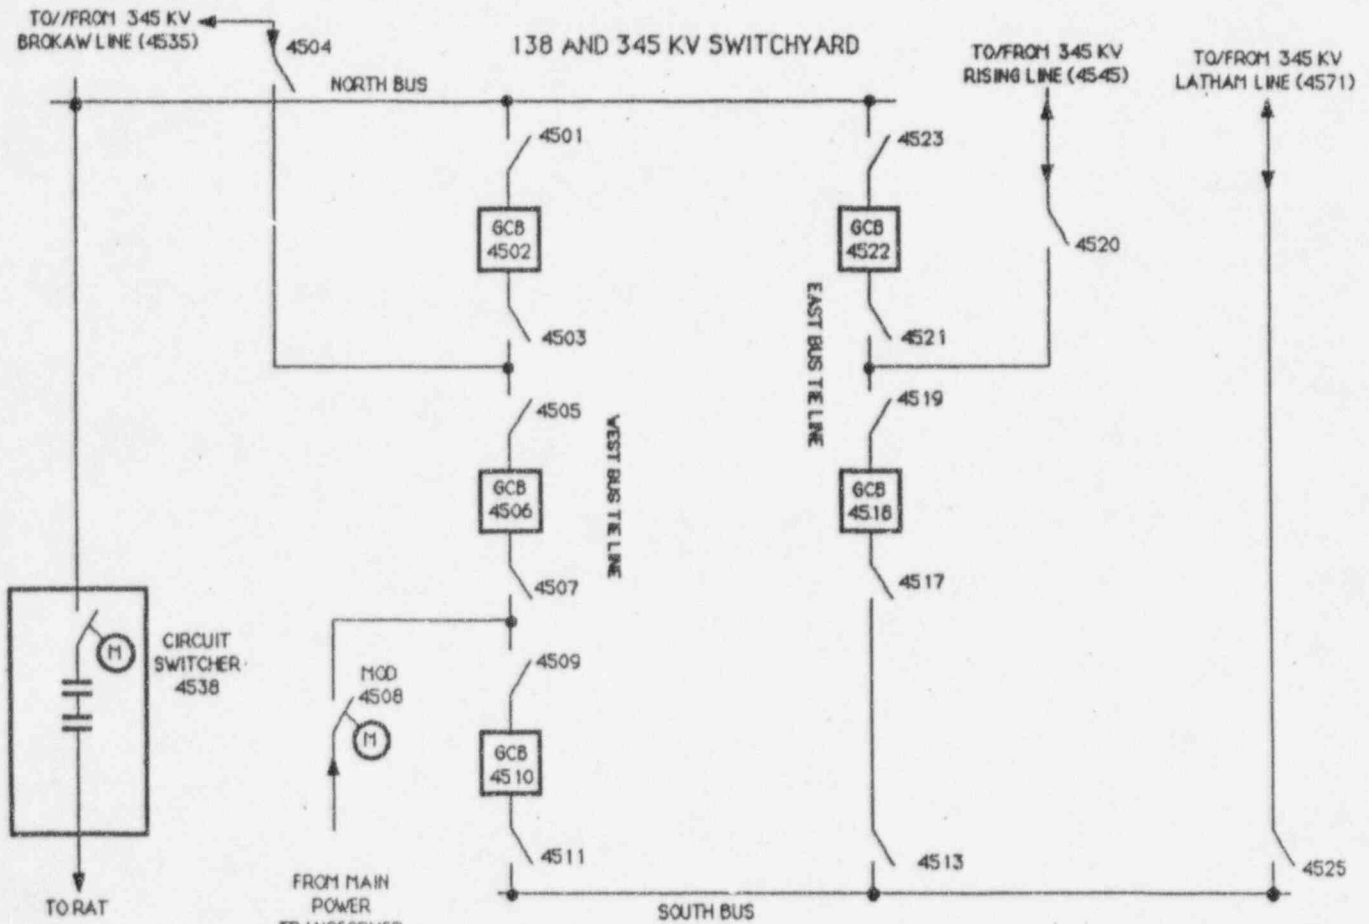 TO//FROM 345 KV
BROKAW LINE (4535)
4504
138 AND 345 KV SWITCHYARD
TO/FROM 345 KV
RISING LINE (4545)
TO/FROM 345 KV
LATHAM LINE (4571)
NORTH BUS
4501
4523
GCB
4502
GCB
4522
4520
4503
4521
EAST BUS TIE LINE
4505
4519
WEST BUS TIE LINE
GCB
4506
GCB
4518
4507
4517
M
CIRCUIT
SWITCHER
4538
4509
MOD
4508
M
GCB
4510
4511
4513
4525
FROM MAIN
POWER
TO RAT
SOUTH BUS